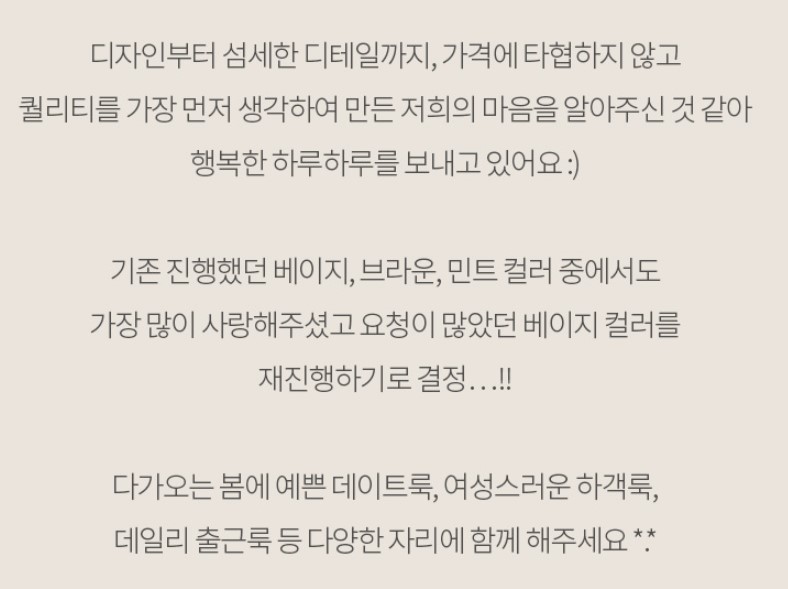 디자인부터 섬세한 디테일까지, 가격에 타협하지 않고
퀄리티를 가장 먼저 생각하여 만든 저희의 마음을 알아주신 것 같아
행복한 하루하루를 보내고 있어요 :)
기존 진행했던 베이지, 브라운, 민트 컬러 중에서도
가장 많이 사랑해주셨고 요청이 많았던 베이지 컬러를
재진행하기로 결정...!!
다가오는 봄에 예쁜 데이트룩, 여성스러운 하객룩,
데일리 출근룩 등 다양한 자리에 함께 해주세요 *.*